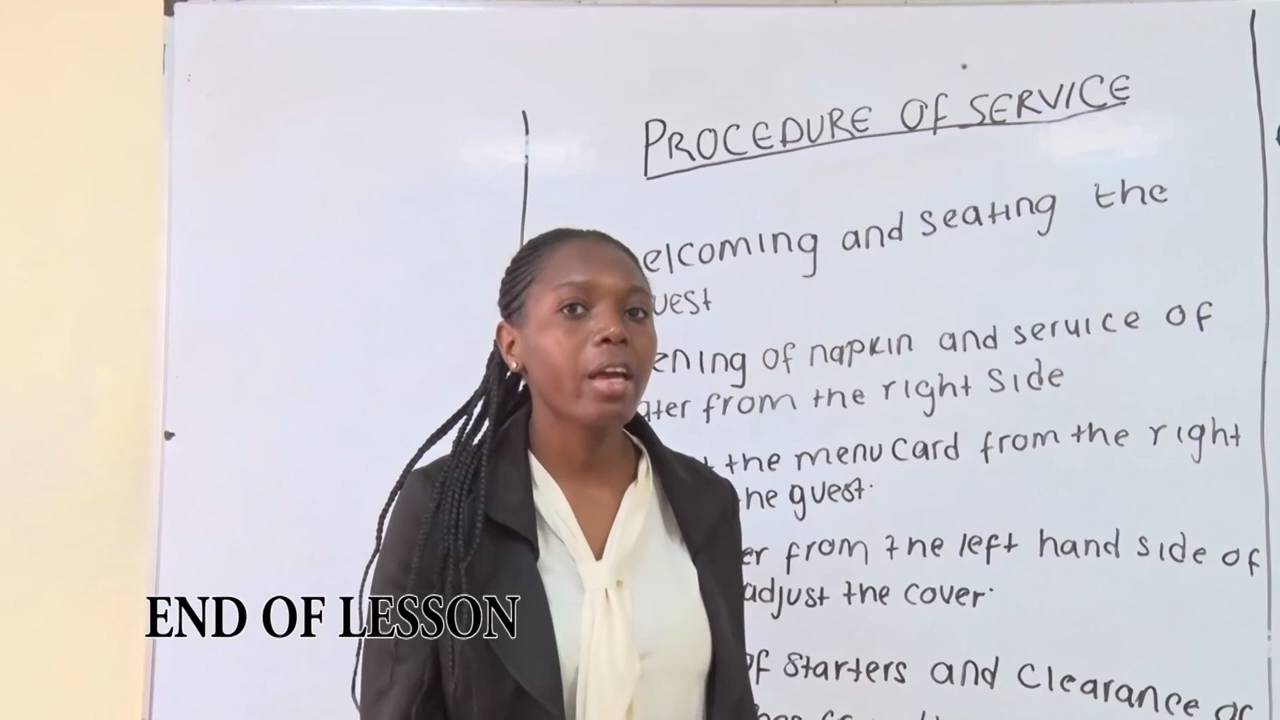 PROCEDURE OF SERVICE
elcoming and seating the
uest
ening of napkin and service of
ater from the right side
the menu card from the right
he guest.
er from the left hand side of
adjust the cover.
END OF LESSON
of starters and clearance of